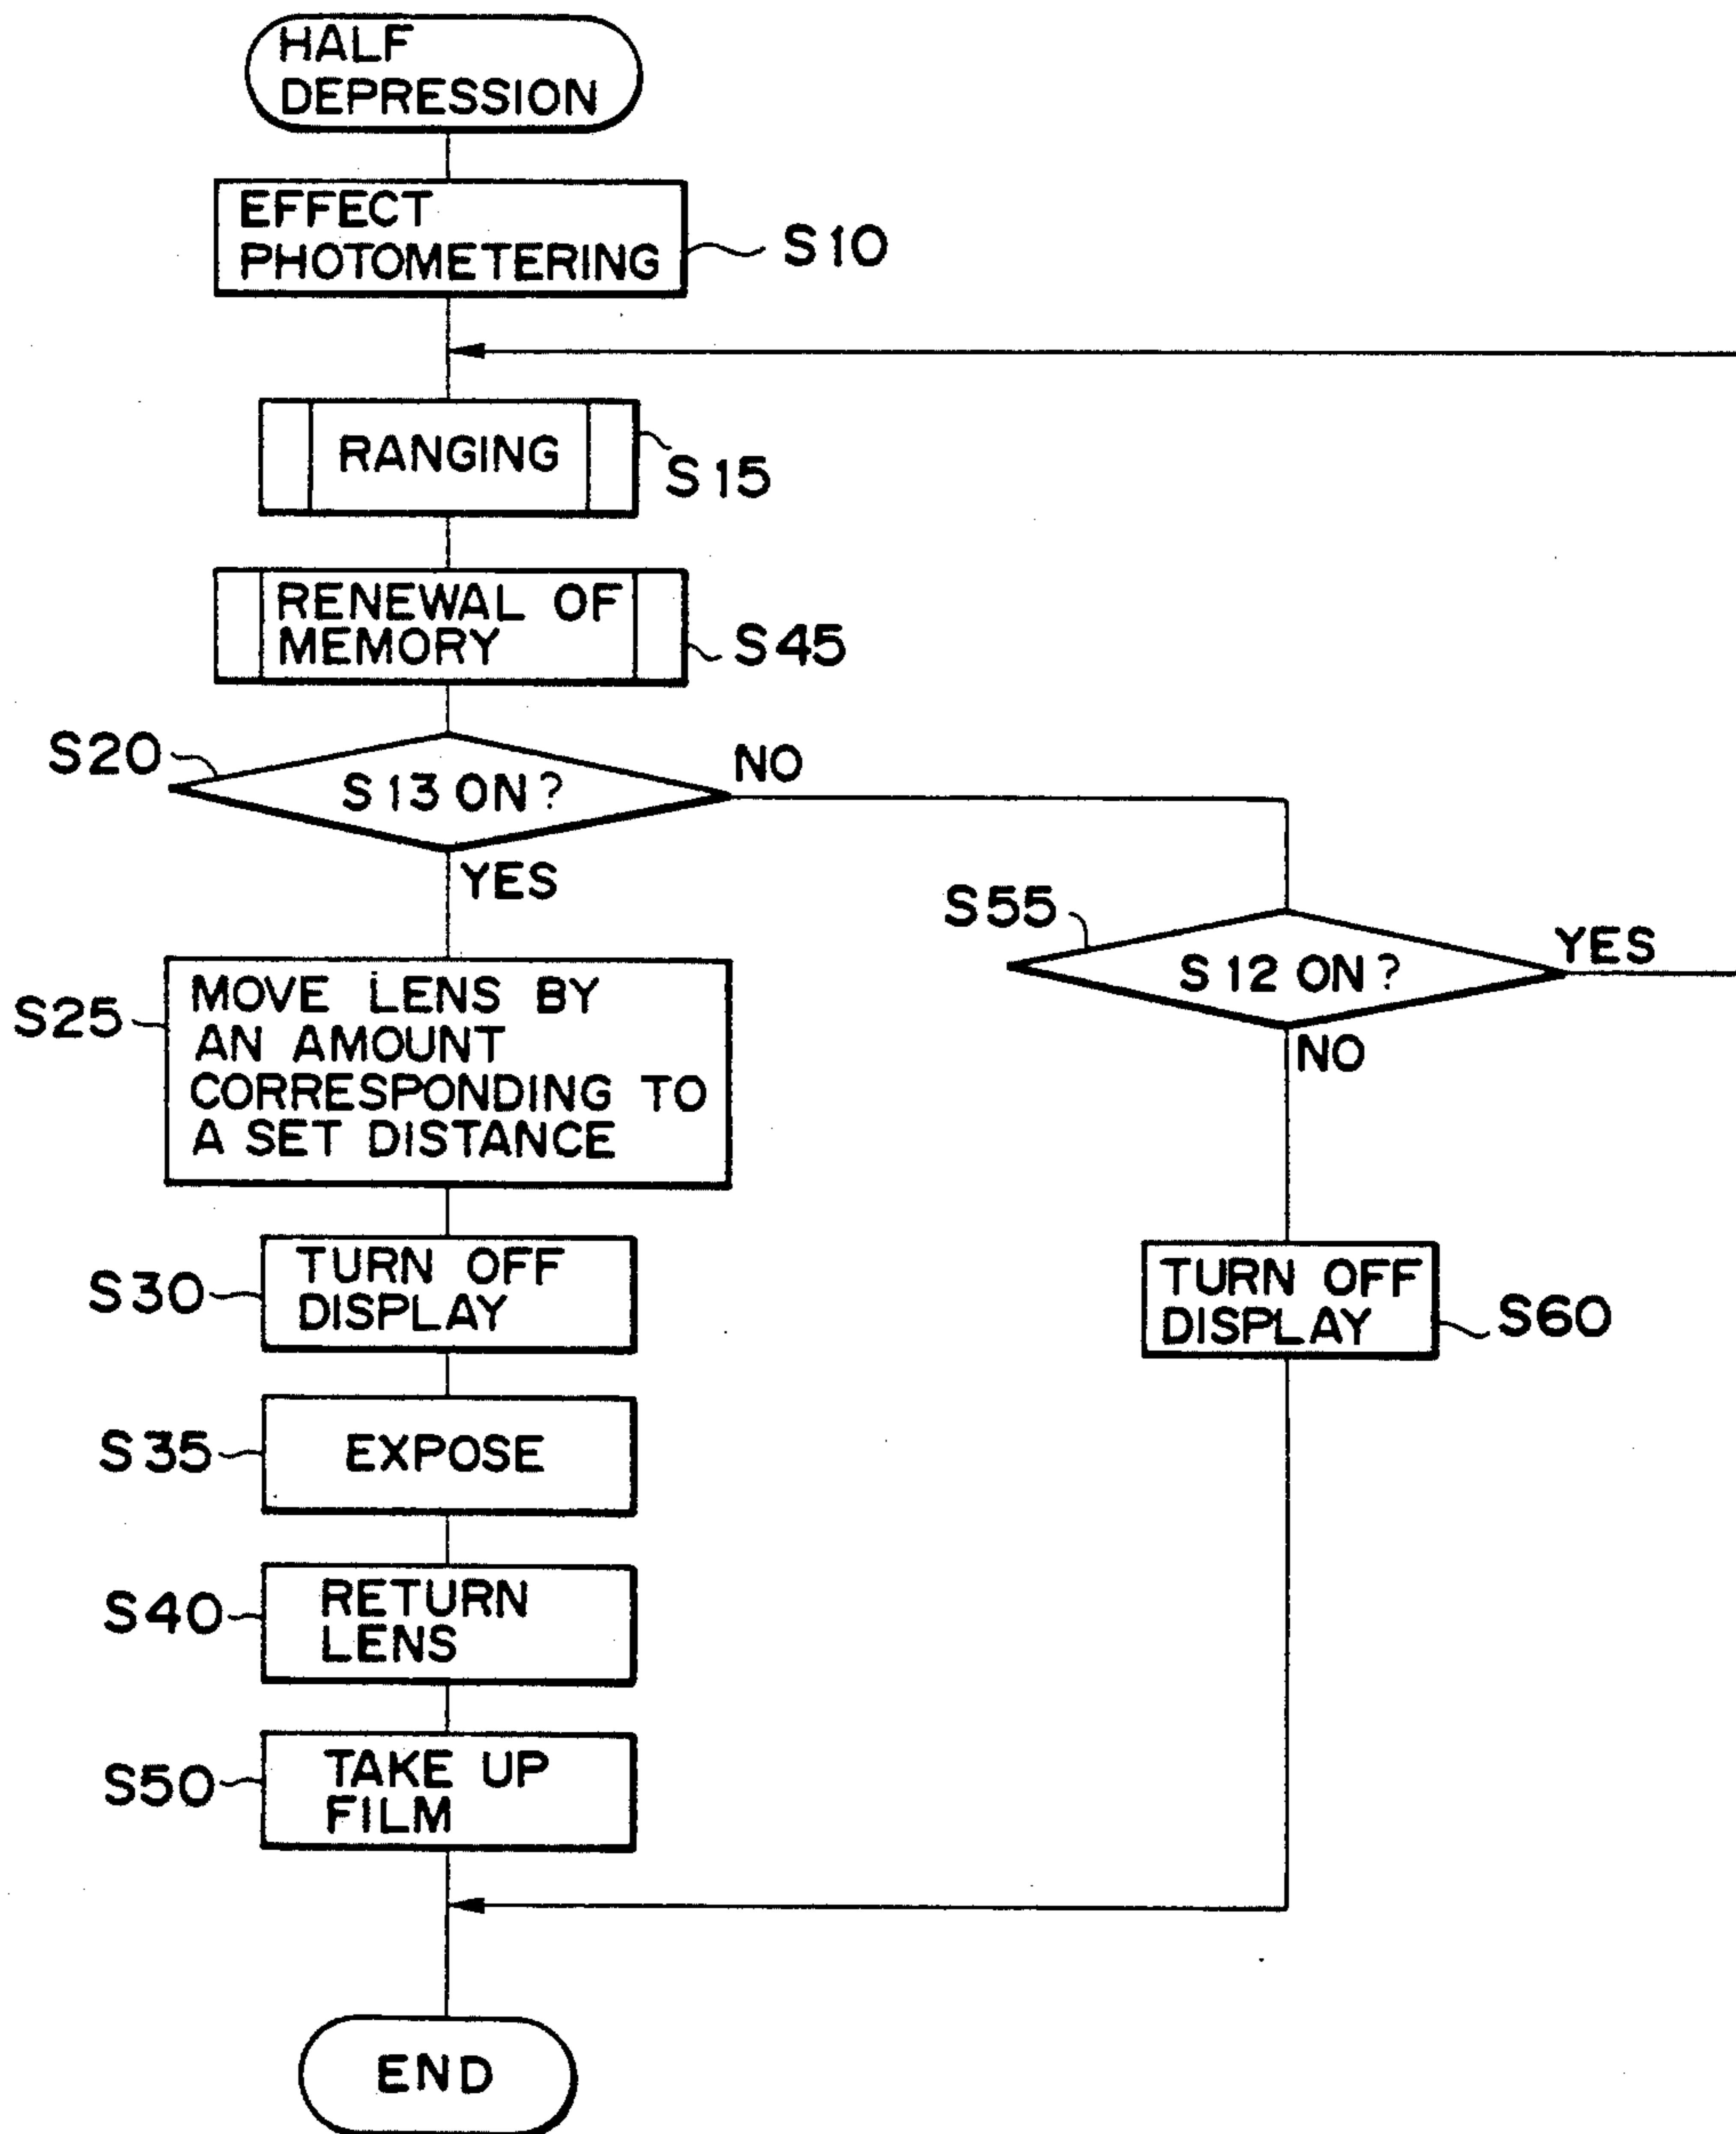 HALF
DEPRESSION
EFFECT
PHOTOMETERING
S10
RANGING
S15
RENEWAL OF
MEMORY
S45
S20
S13 ON?
NO
YES
S55
S12 ON?
YES
NO
S25
MOVE LENS BY
AN AMOUNT
CORRESPONDING TO
A SET DISTANCE
S30
TURN OFF
DISPLAY
TURN OFF
DISPLAY
S60
S35
EXPOSE
S40
RETURN
LENS
S50
TAKE UP
FILM
END